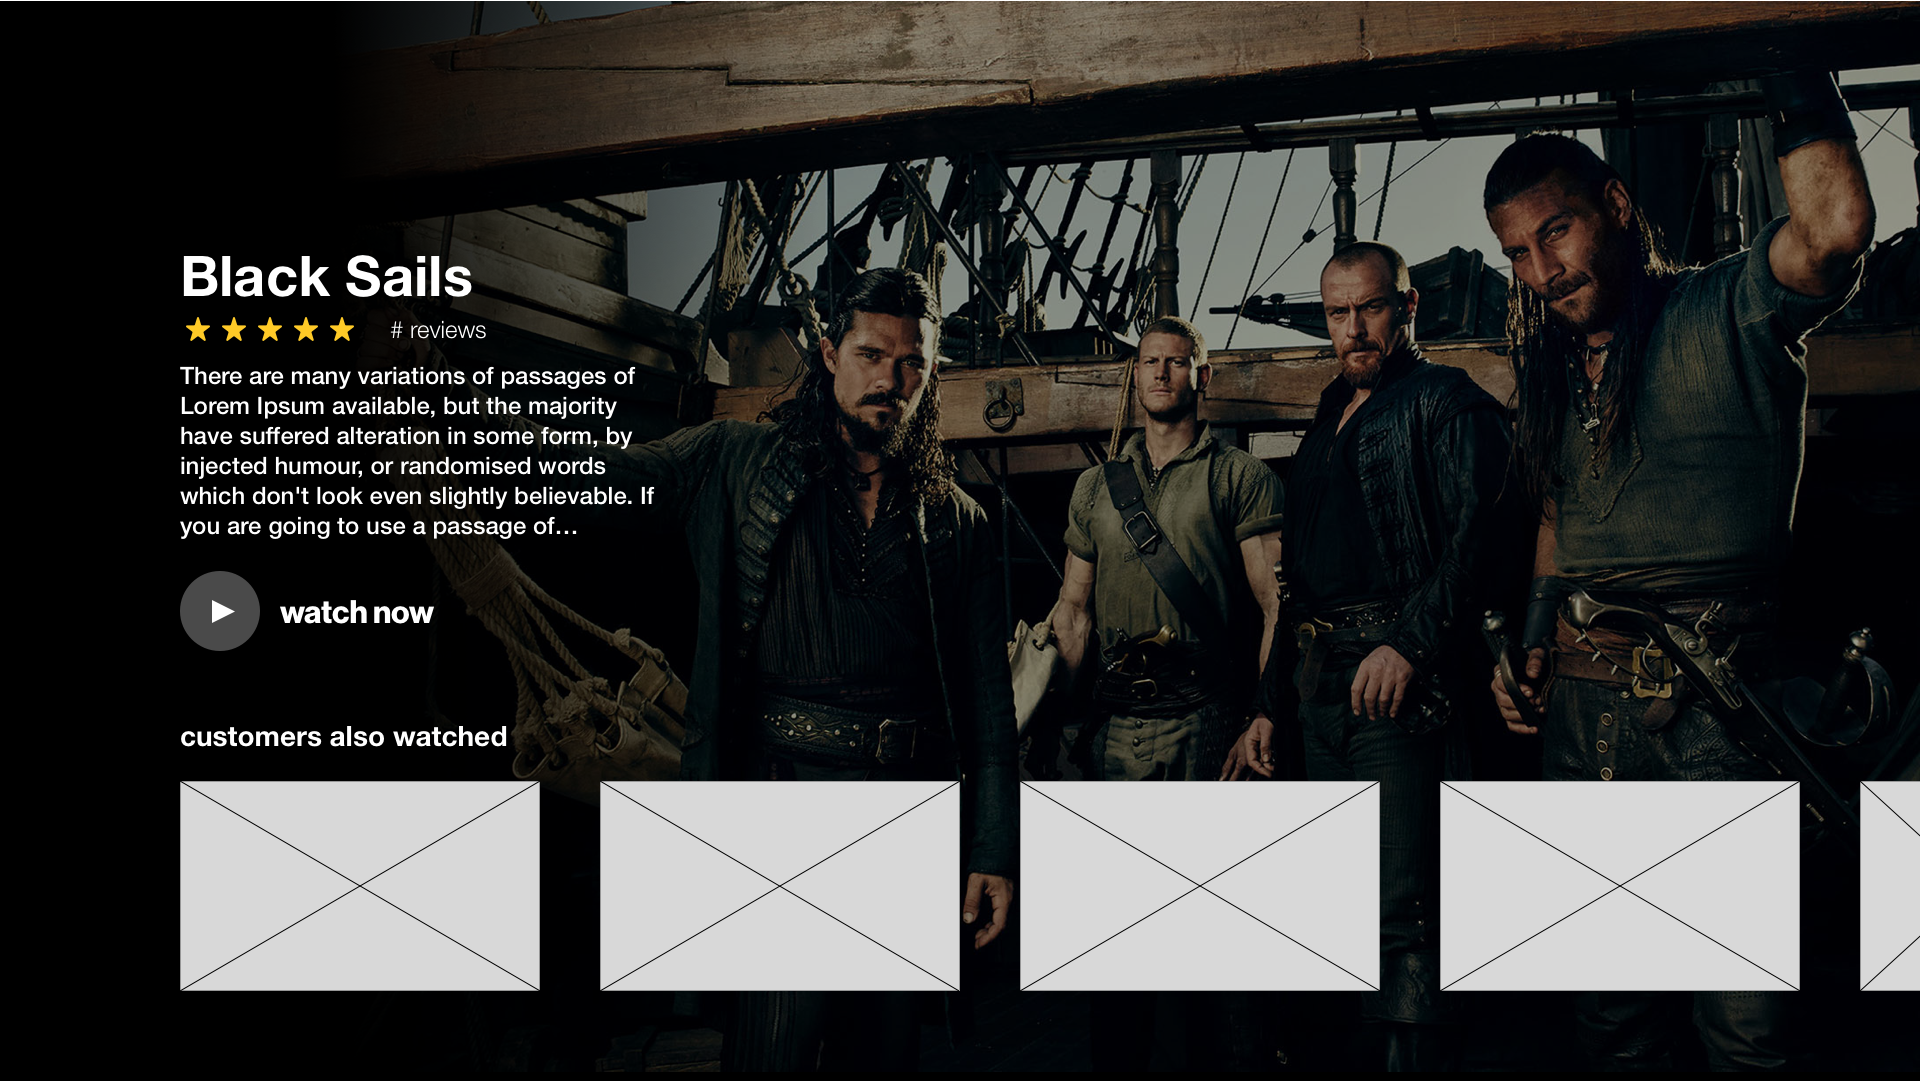 Black Sails
# reviews
There are many variations of passages of
Lorem Ipsum available, but the majority
have suffered alteration in some form, by
injected humour, or randomised words
which don't look even slightly believable. If
you are going to use a passage of...
watch now
customers also watched